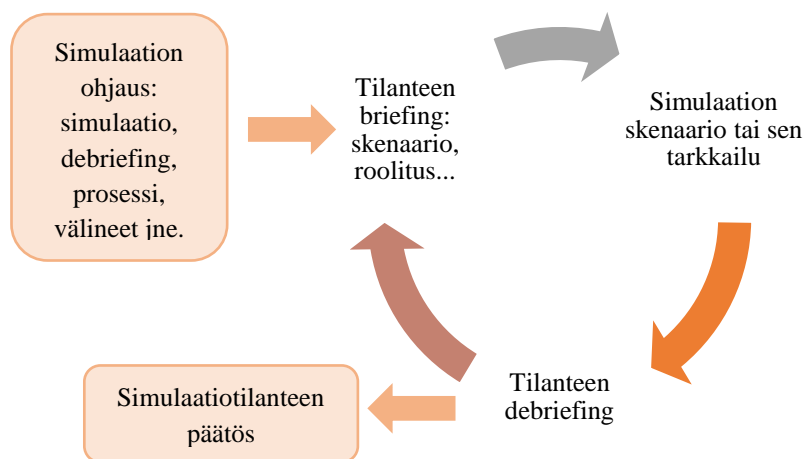 Simulaation
ohjaus:
simulaatio,
debriefing,
prosessi,
välineet jne.
Tilanteen
briefing:
skenaario,
roolitus...
Simulaation
skenaario tai sen
tarkkailu
Tilanteen
debriefing
Simulaatiotilanteen
päätös